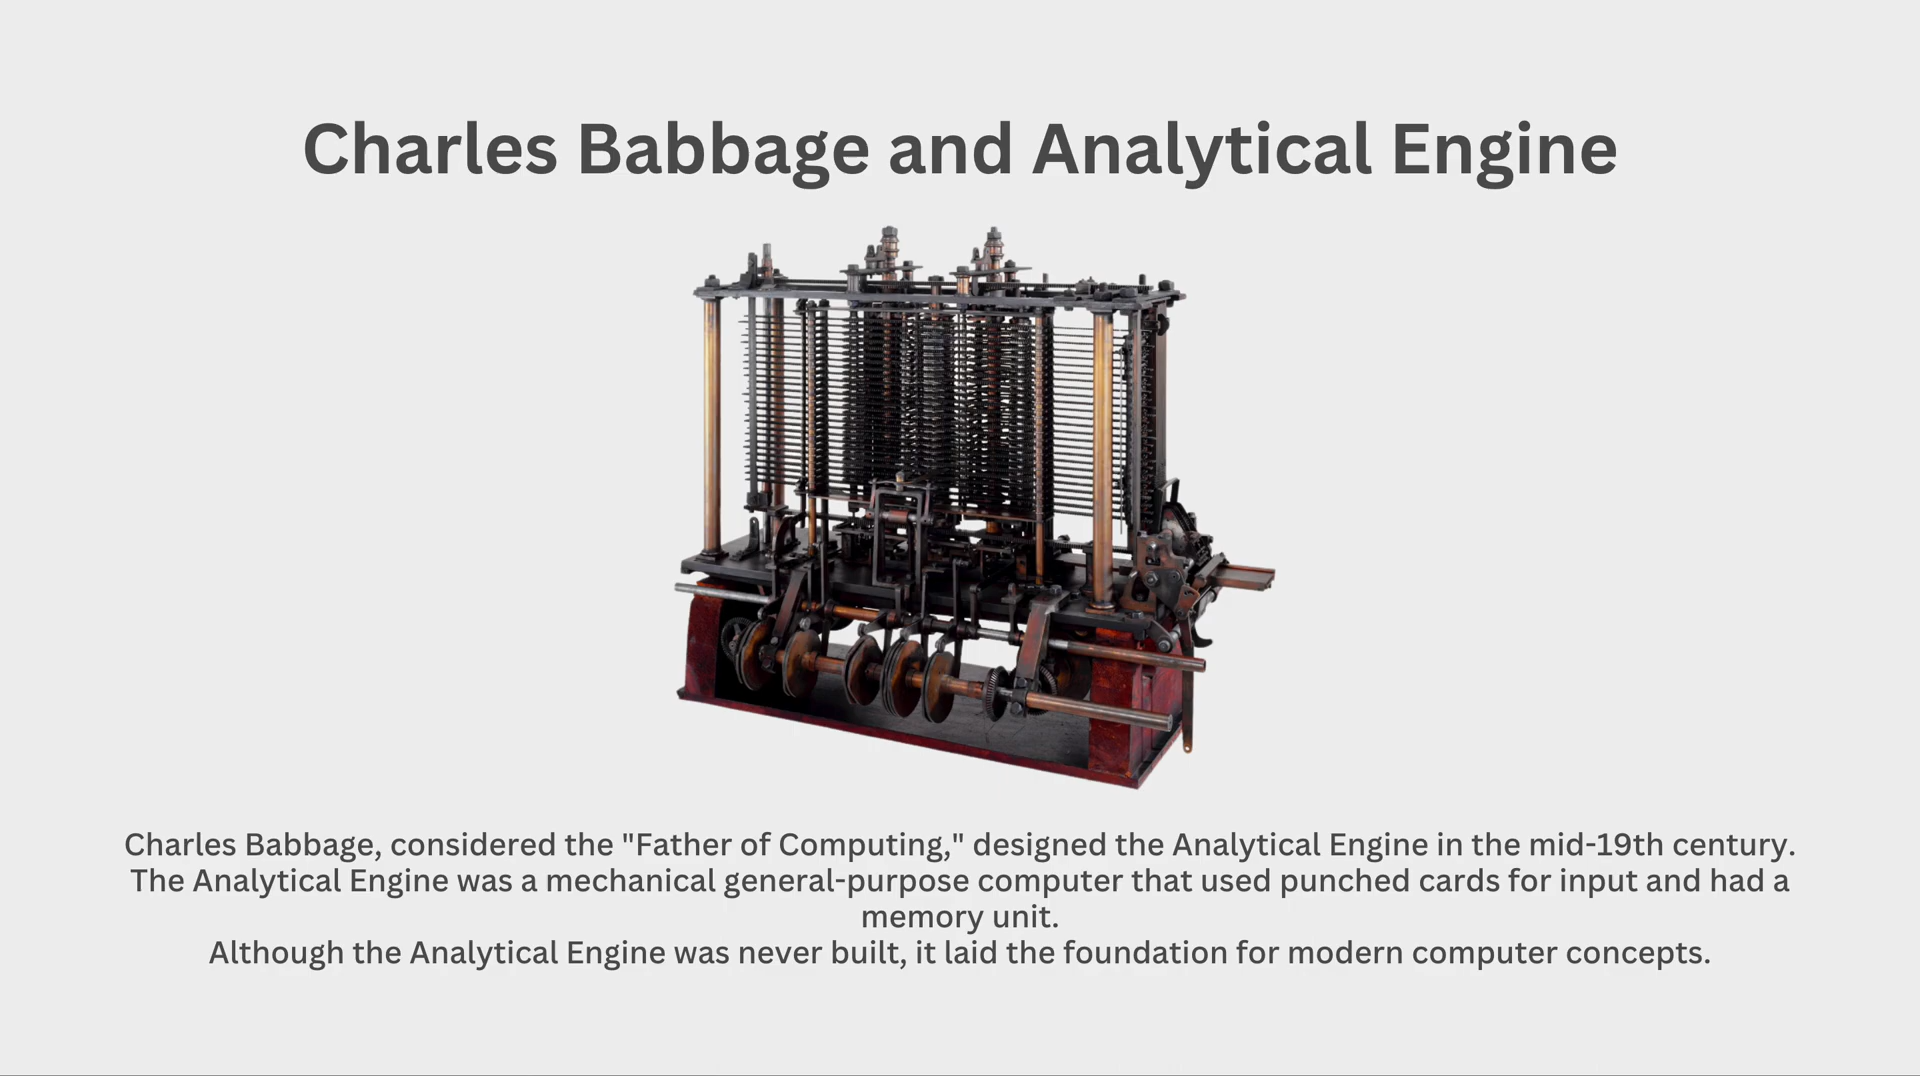 Charles Babbage and Analytical Engine
Charles Babbage, considered the "Father of Computing," designed the Analytical Engine in the mid-19th century.
The Analytical Engine was a mechanical general-purpose computer that used punched cards for input and had a
memory unit.
Although the Analytical Engine was never built, it laid the foundation for modern computer concepts.